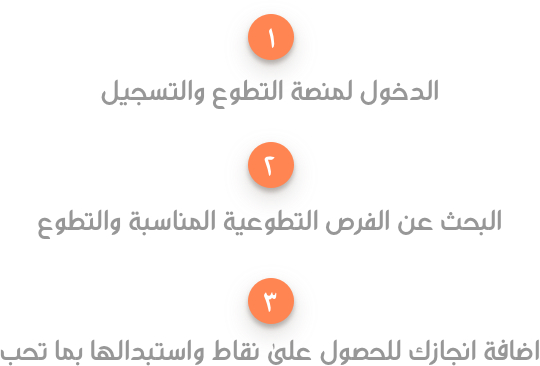 ١
الدخول لمنصة التطوع والتسجيل
٢
البحث عن الفرص التطوعية المناسبة والتطوع
٣
اضافة انجازك للحصول على نقاط واستبدالها بما تحب